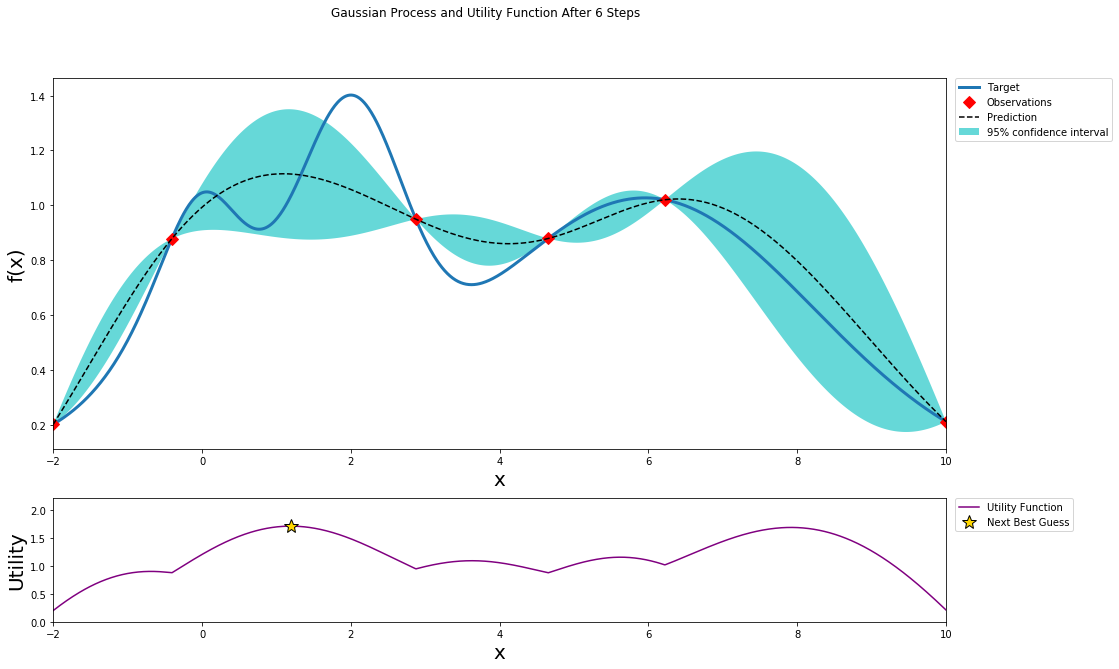 Gaussian Process and Utility Function After 6 Steps
f(x)
1.4
1.2
1.0
0.8
0.6
0.4
0.2
−2 0 2 4 6 8 10
x
Target
Observations
Prediction
95% confidence interval
Utility
2.0
1.5
1.0
0.5
0.0
−2 0 2 4 6 8 10
x
Utility Function
Next Best Guess